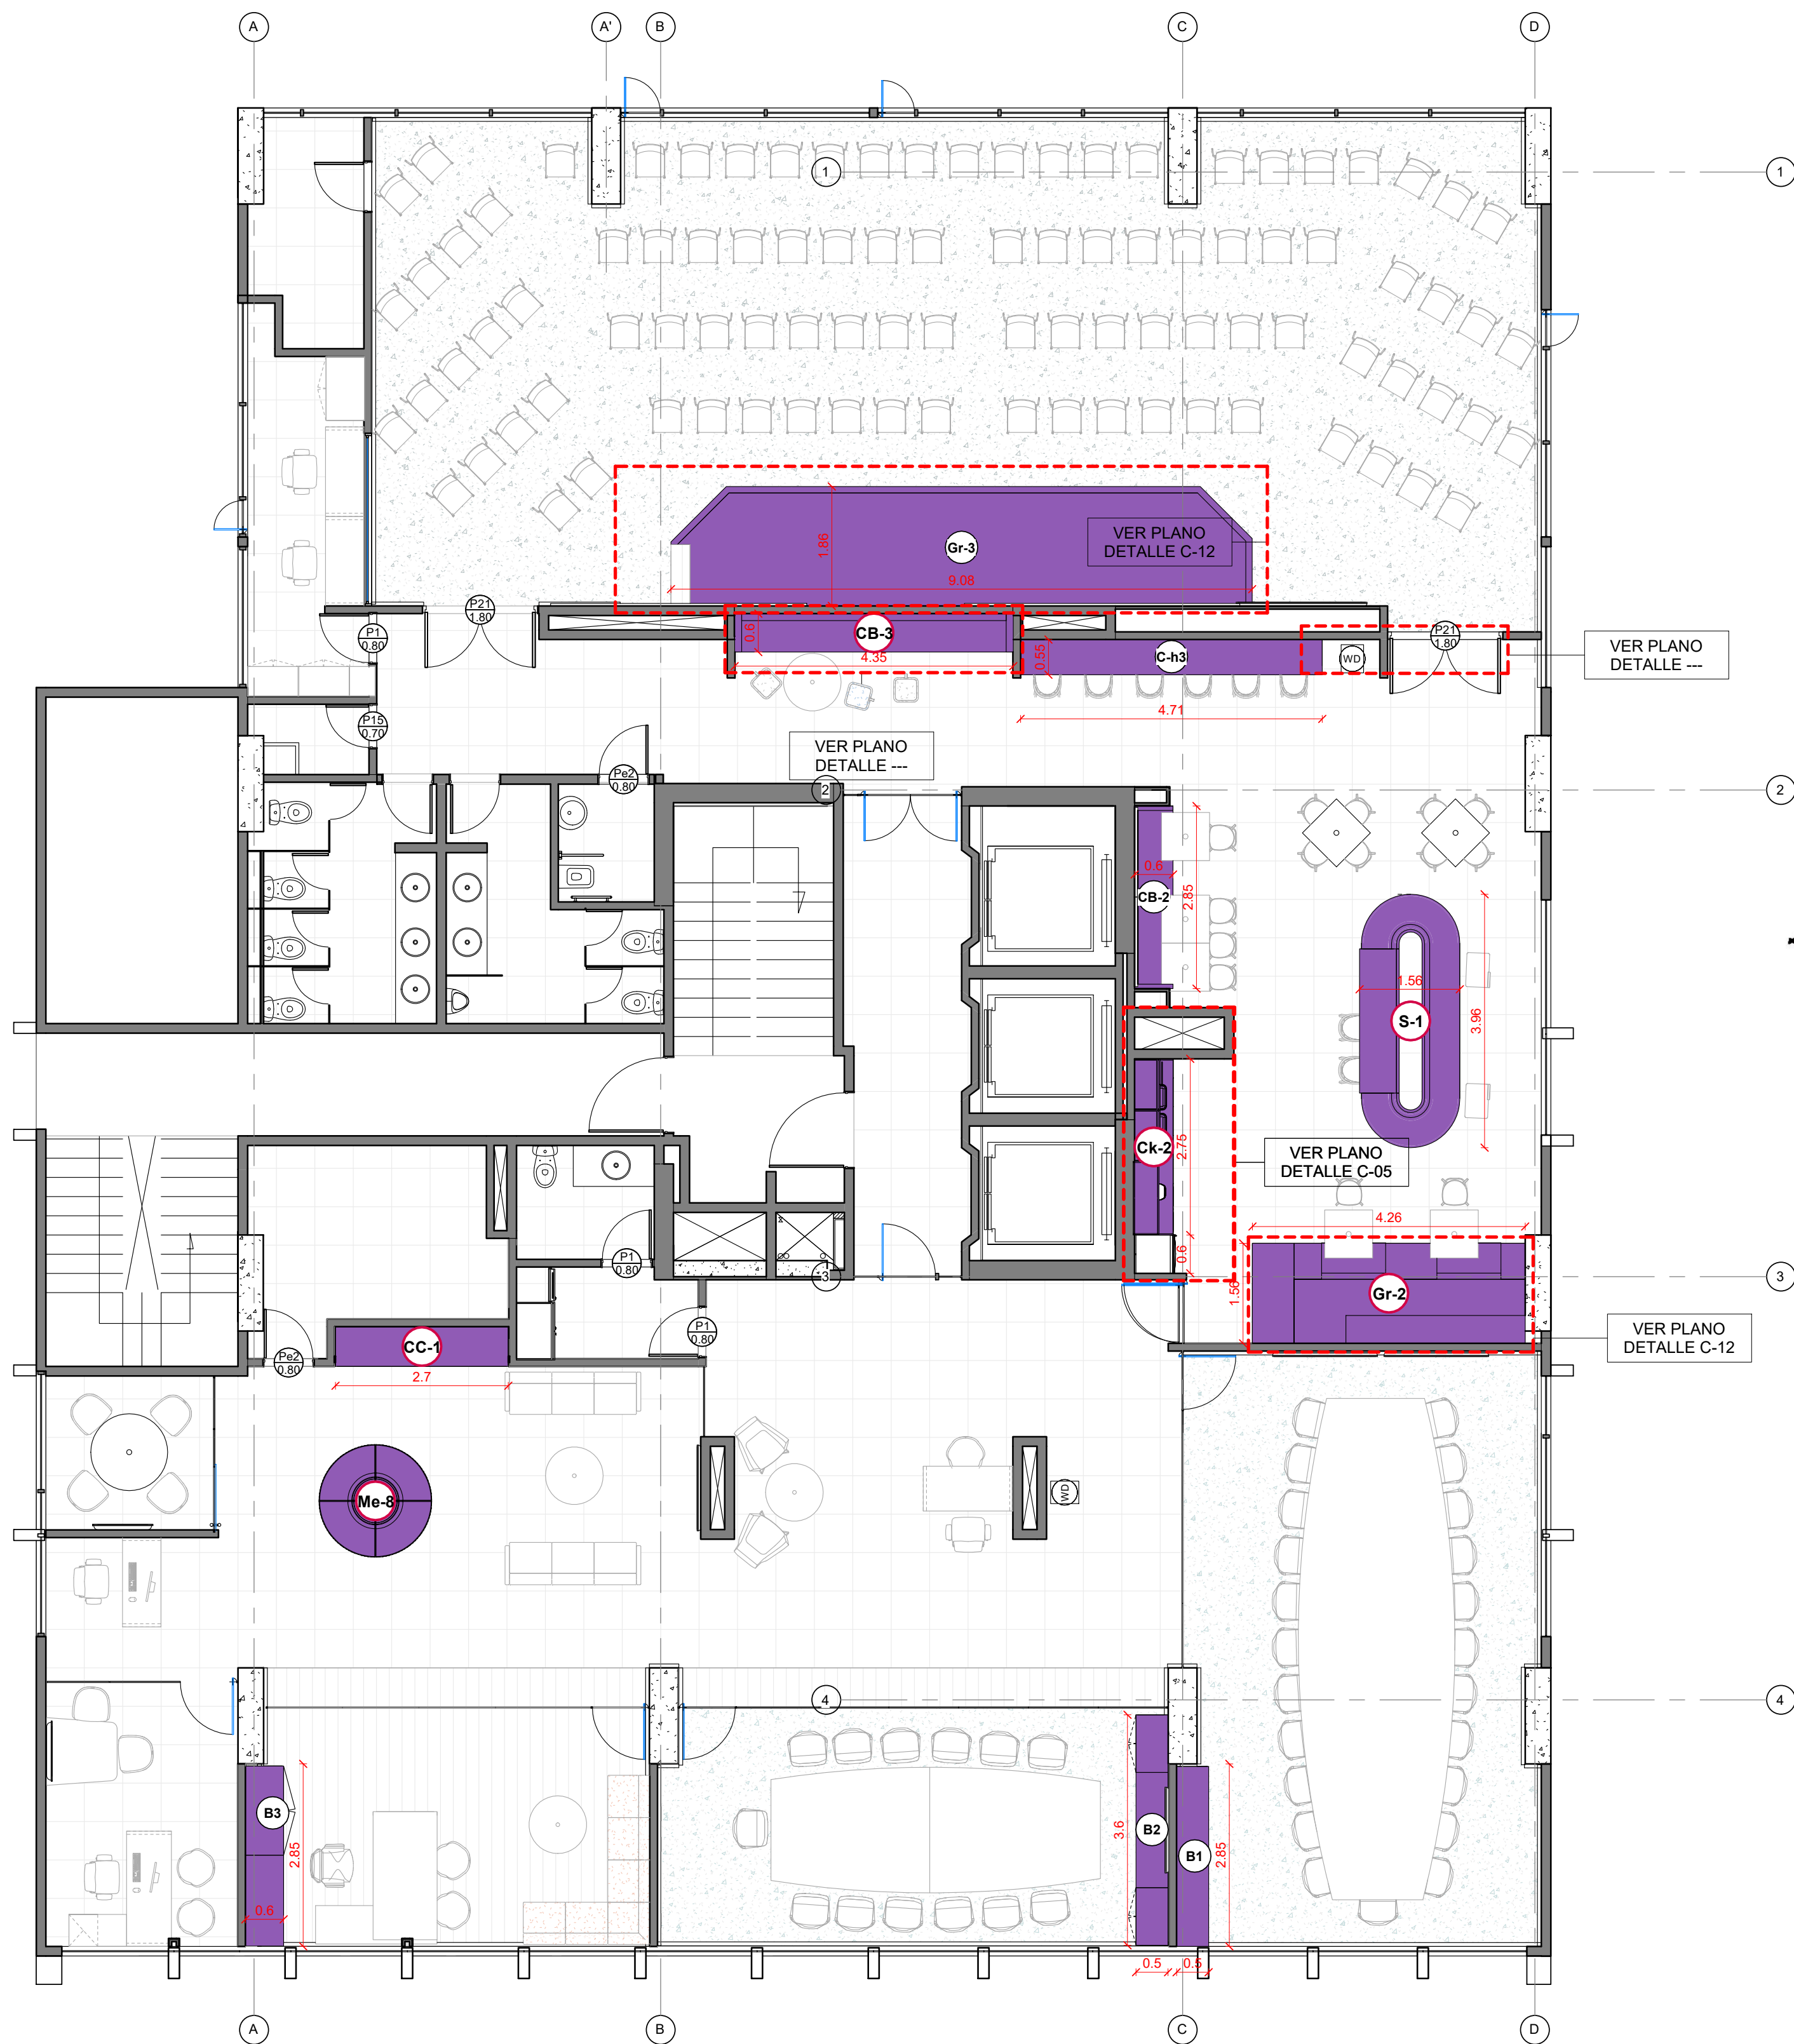 A
A'
B
C
D
1
1
1.86
Gr-3
VER PLANO
DETALLE C-12
9.08
P21
1.80
P1
0.80
0.6
CB-3
4.35
0.55
C-h3
WD
P21
1.80
VER PLANO
DETALLE ---
4.71
P15
0.70
VER PLANO
DETALLE ---
Pe2
0.80
2
2
0.6
CB-2
2.85
1.56
S-1
3.96
Ck-2
2.75
VER PLANO
DETALLE C-05
4.26
P1
0.80
0.6
3
3
1.56
Gr-2
VER PLANO
DETALLE C-12
P1
0.80
CC-1
Pe2
0.80
2.7
Me-8
WD
4
4
B3
2.85
3.6
B2
B1
2.85
0.6
0.5
0.5
A
B
C
D